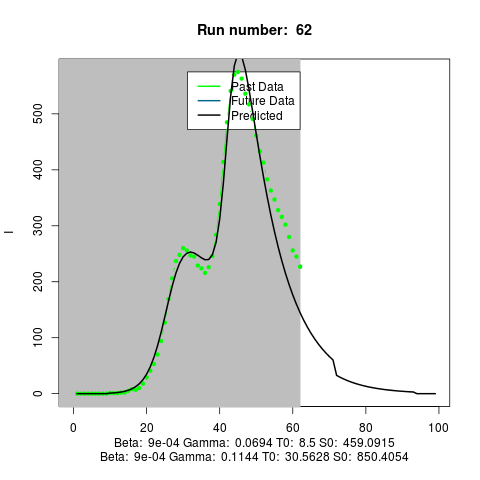 Run number: 62
Past Data
Future Data
Predicted
I
0 100 200 300 400 500
0 20 40 60 80 100
Beta: 9e-04 Gamma: 0.0694 T0: 8.5 S0: 459.0915
Beta: 9e-04 Gamma: 0.1144 T0: 30.5628 S0: 850.4054